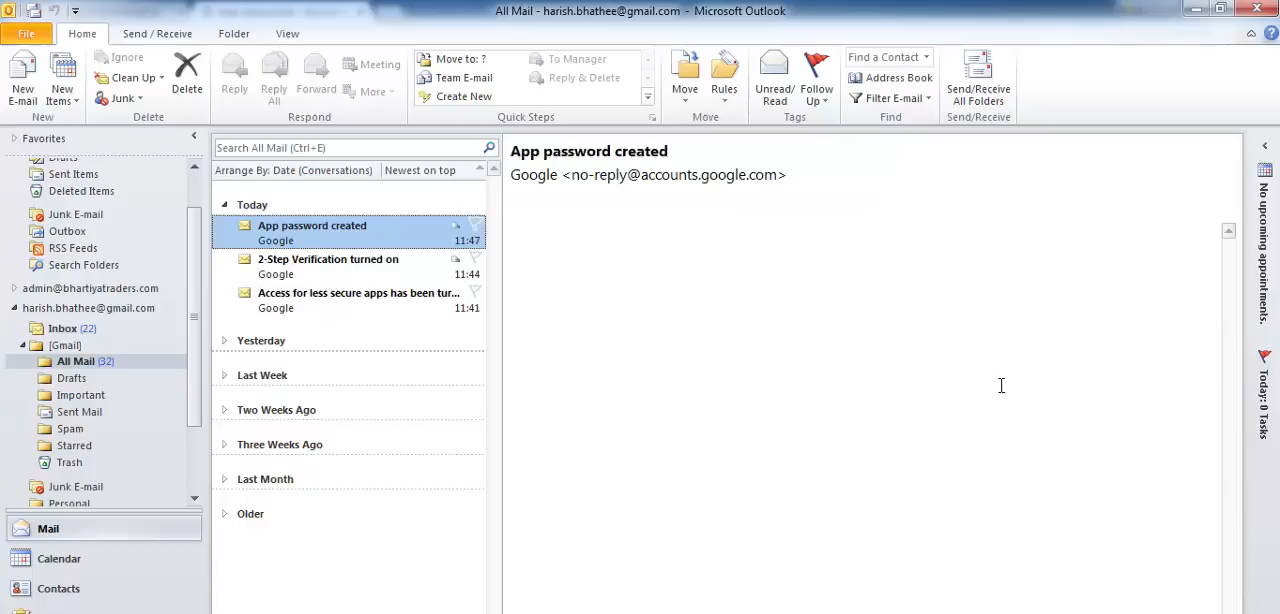 All Mail - harish.bhathee@gmail.com - Microsoft Outlook
File Home Send / Receive Folder View
New E-mail
New Items
New
Ignore
Clean Up
Junk
Delete
Delete
Reply
Reply All
Forward
Meeting
More
Respond
Move to: ?
Team E-mail
Create New
To Manager
Reply & Delete
Quick Steps
Move
Rules
Move
Unread/ Read
Follow Up
Tags
Find a Contact
Address Book
Filter E-mail
Find
Send/Receive All Folders
Send/Receive
Favorites
Drafts
Sent Items
Deleted Items
Junk E-mail
Outbox
RSS Feeds
Search Folders
admin@bhartiyatraders.com
harish.bhathee@gmail.com
Inbox (22)
[Gmail]
All Mail (32)
Drafts
Important
Sent Mail
Spam
Starred
Trash
Junk E-mail
Personal
Mail
Calendar
Contacts
Search All Mail (Ctrl+E)
Arrange By: Date (Conversations) Newest on top
Today
App password created
Google 11:47
2-Step Verification turned on
Google 11:44
Access for less secure apps has been tur...
Google 11:41
Yesterday
Last Week
Two Weeks Ago
Three Weeks Ago
Last Month
Older
App password created
Google <no-reply@accounts.google.com>
No upcoming appointments.
Today: 0 Tasks